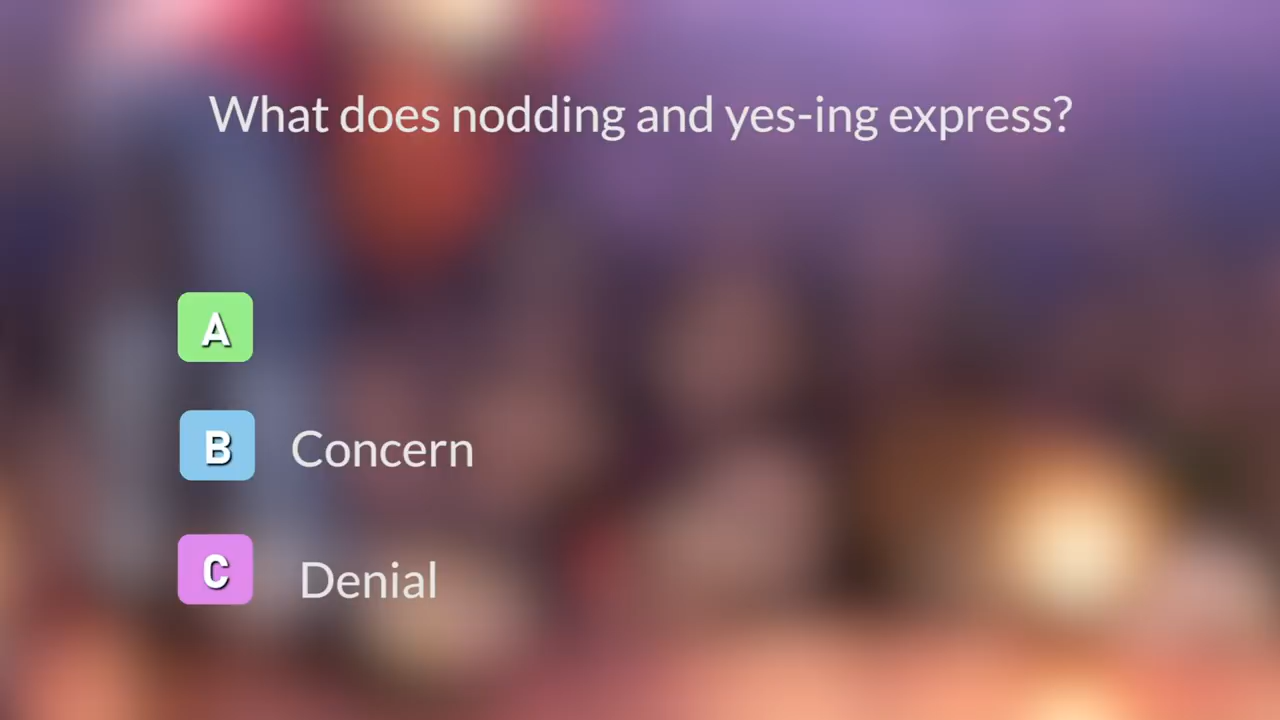 What does nodding and yes-ing express?
A
B Concern
C Denial